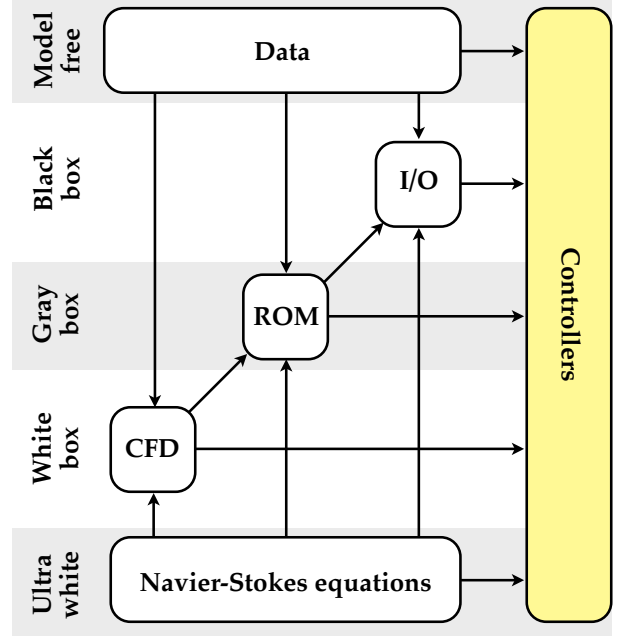 Model
free
Data
Black
box
I/O
Gray
box
ROM
Controllers
White
box
CFD
Ultra
white
Navier-Stokes equations